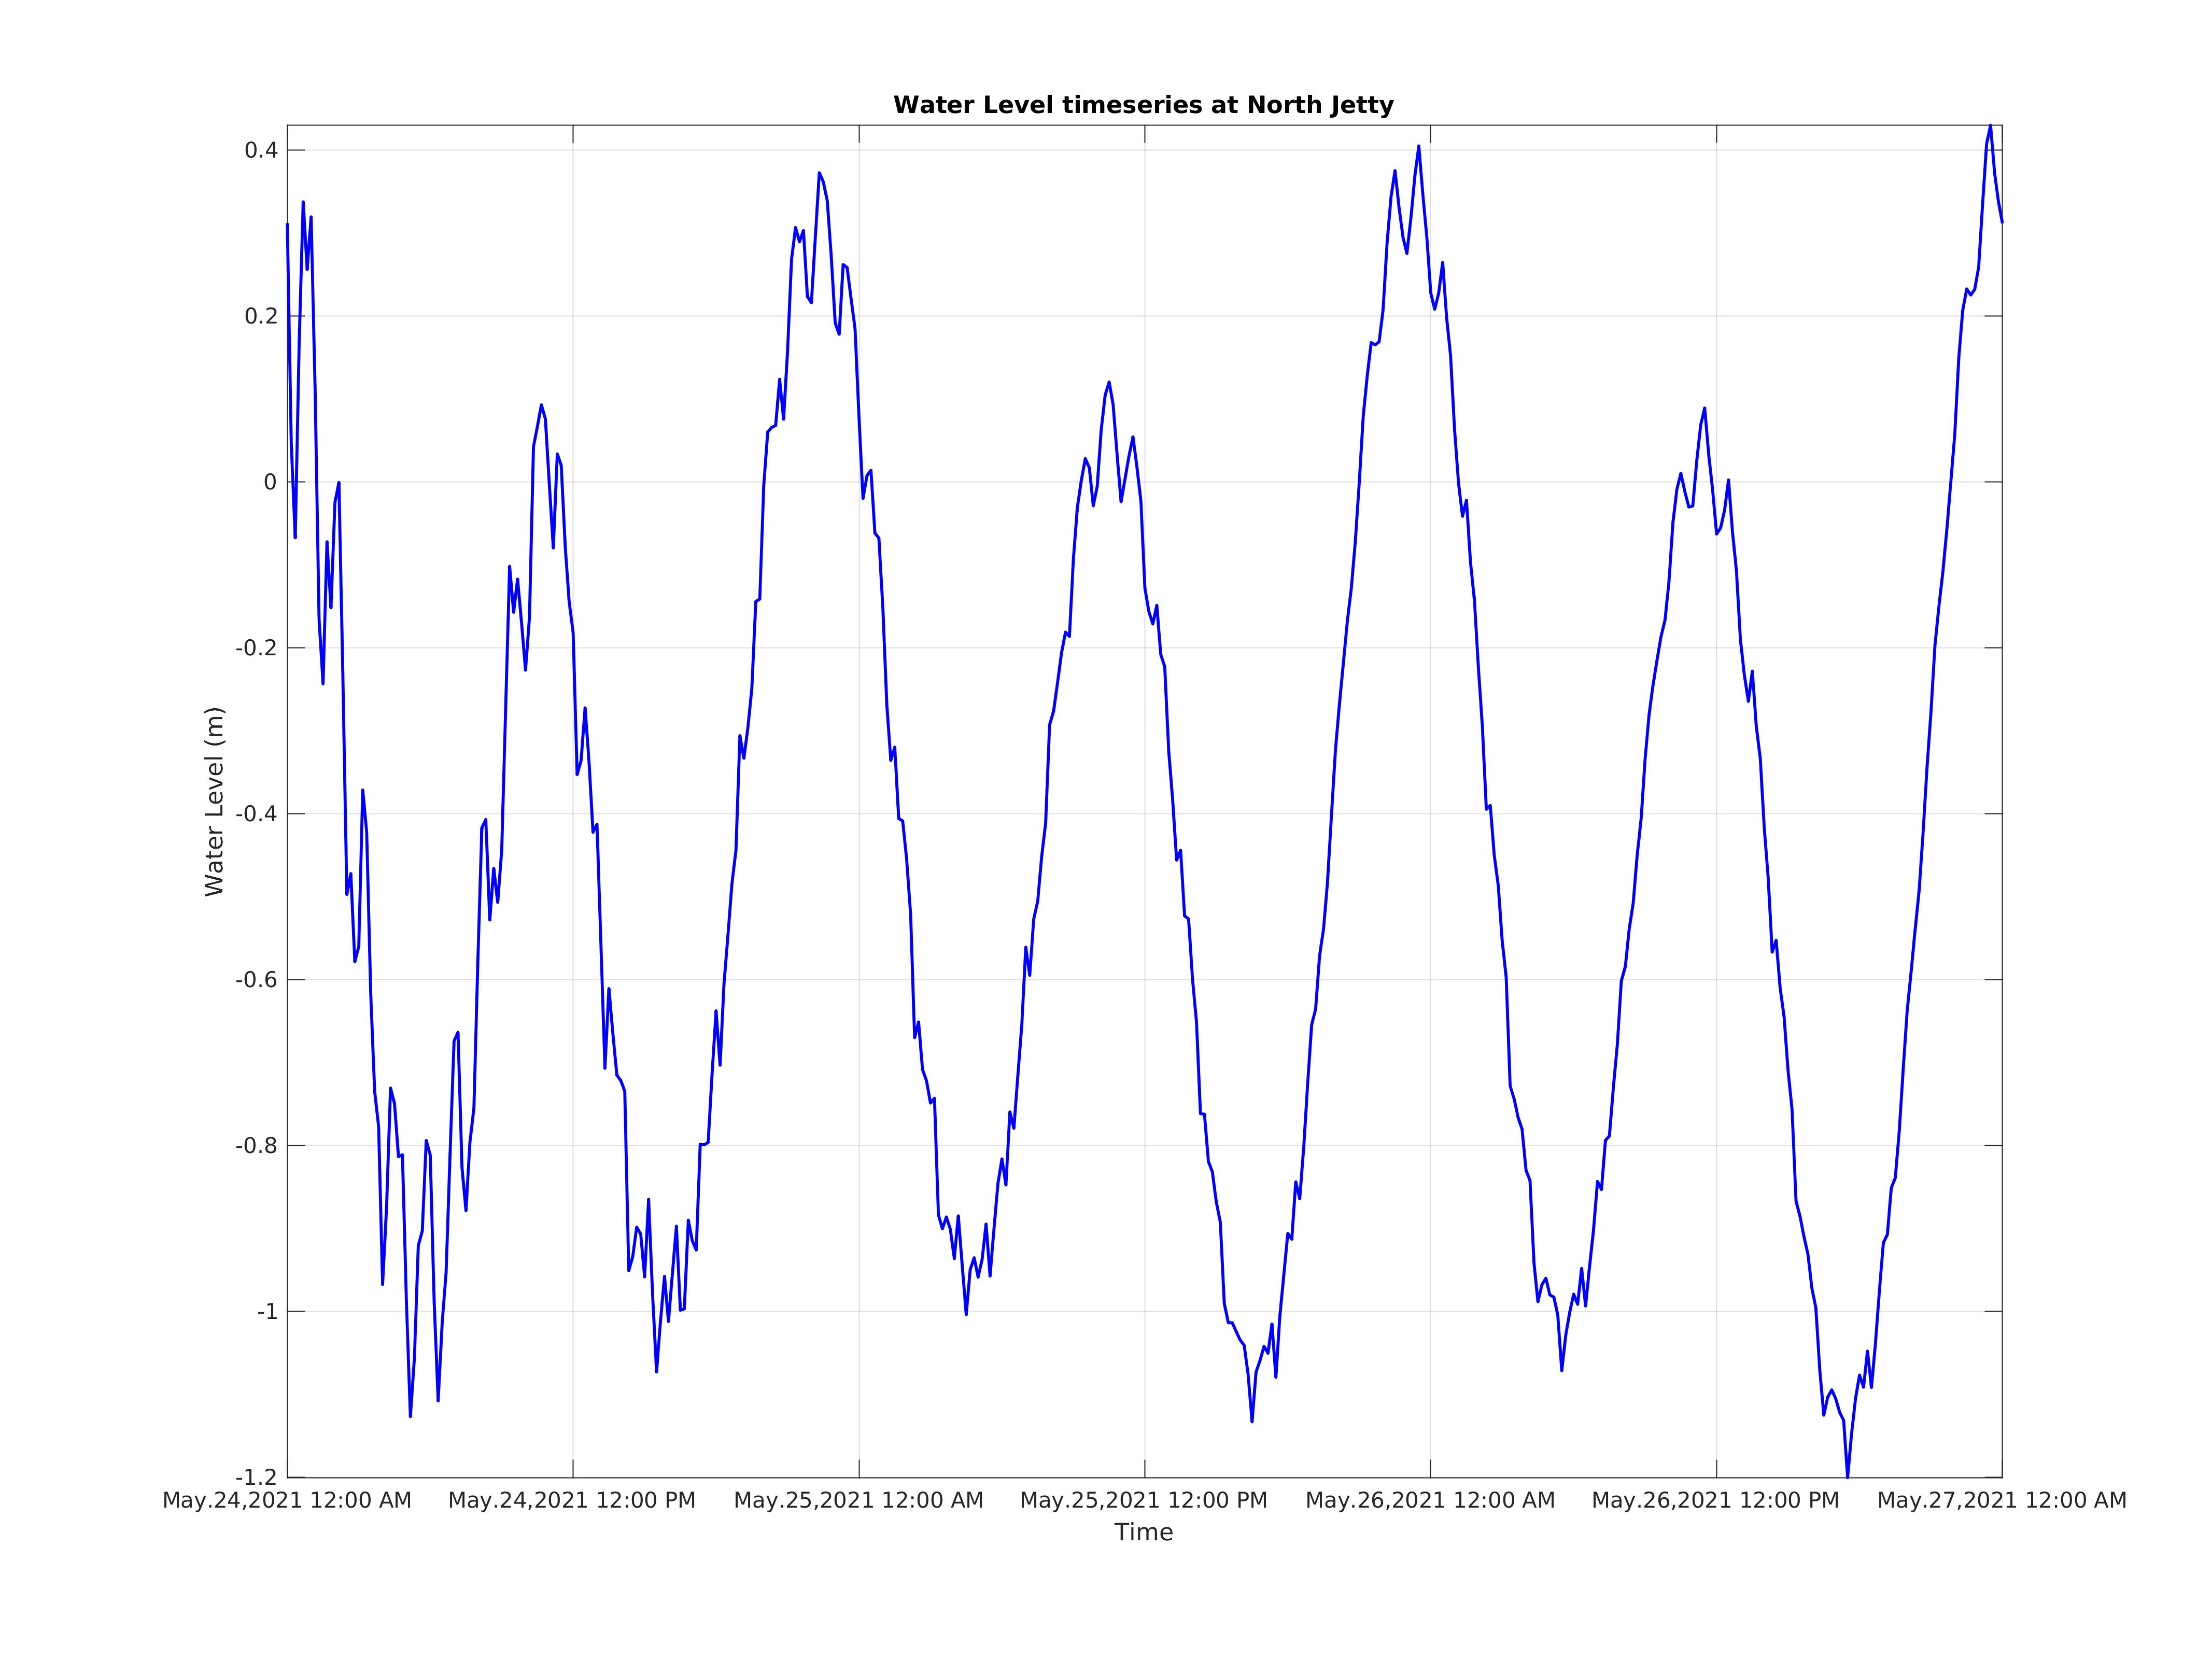 Water Level timeseries at North Jetty
0.4
0.2
0
-0.2
-0.4
-0.6
-0.8
-1
-1.2
Water Level (m)
May.24,2021 12:00 AM May.24,2021 12:00 PM May.25,2021 12:00 AM May.25,2021 12:00 PM May.26,2021 12:00 AM May.26,2021 12:00 PM May.27,2021 12:00 AM
Time